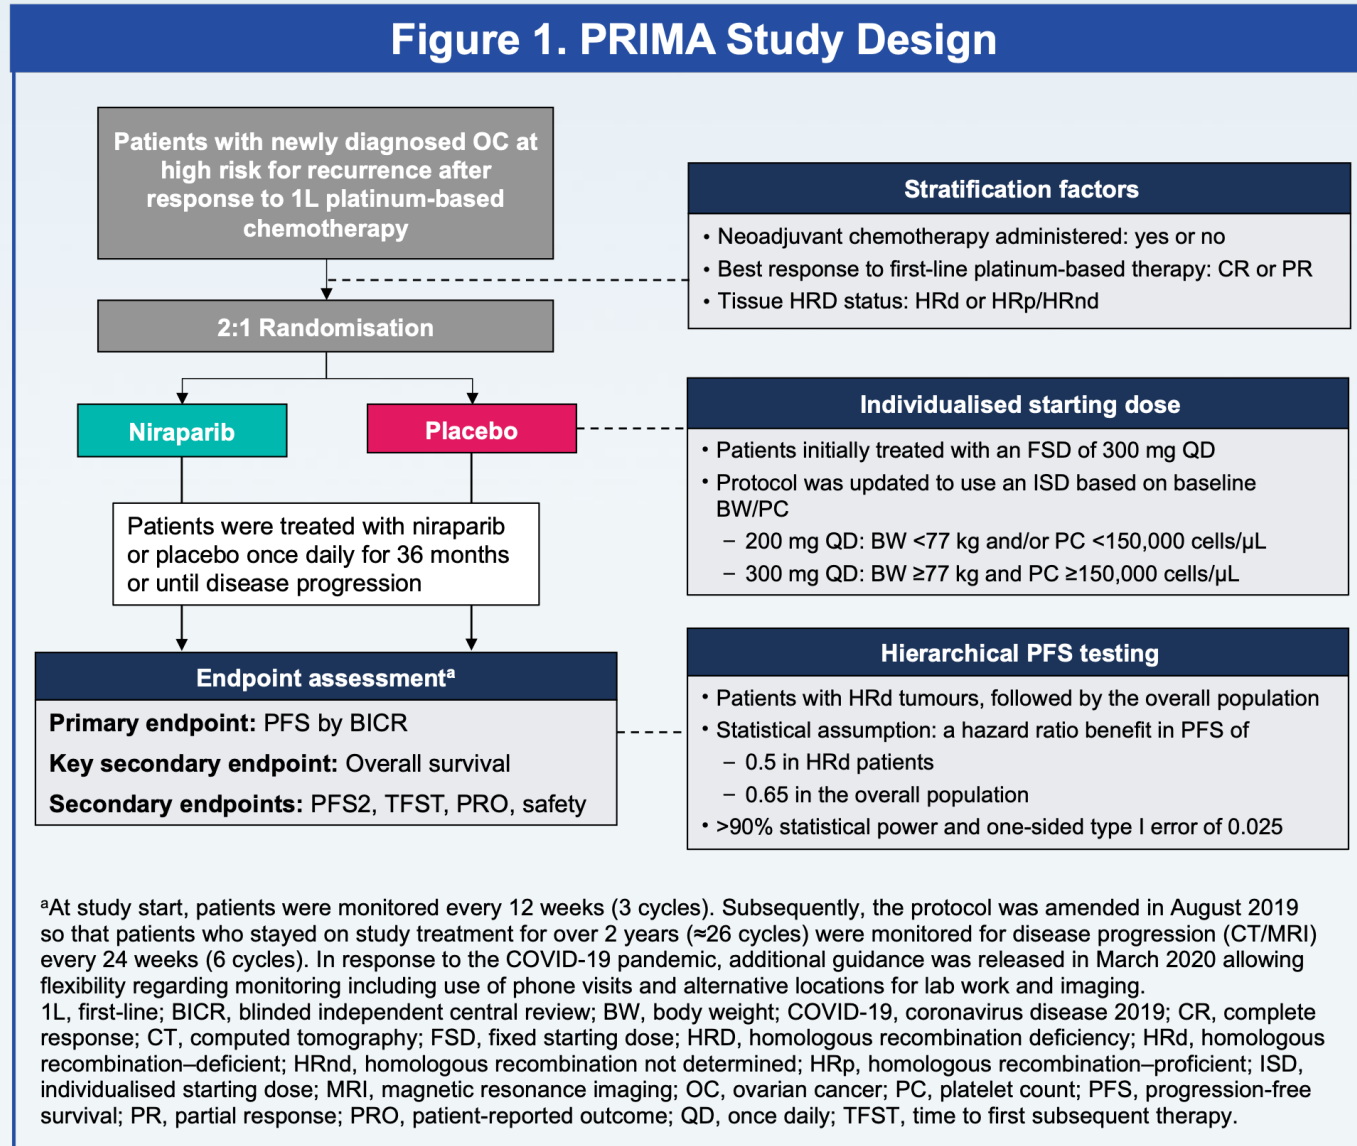 Figure 1. PRIMA Study Design
Patients with newly diagnosed OC at
high risk for recurrence after
response to 1L platinum-based
chemotherapy
Stratification factors
• Neoadjuvant chemotherapy administered: yes or no
• Best response to first-line platinum-based therapy: CR or PR
• Tissue HRD status: HRd or HRp/HRnd
2:1 Randomisation
Niraparib
Placebo
Individualised starting dose
• Patients initially treated with an FSD of 300 mg QD
• Protocol was updated to use an ISD based on baseline
BW/PC
– 200 mg QD: BW <77 kg and/or PC <150,000 cells/µL
– 300 mg QD: BW ≥77 kg and PC ≥150,000 cells/µL
Patients were treated with niraparib
or placebo once daily for 36 months
or until disease progression
Endpoint assessmentᵃ
Primary endpoint: PFS by BICR
Key secondary endpoint: Overall survival
Secondary endpoints: PFS2, TFST, PRO, safety
Hierarchical PFS testing
• Patients with HRd tumours, followed by the overall population
• Statistical assumption: a hazard ratio benefit in PFS of
– 0.5 in HRd patients
– 0.65 in the overall population
• >90% statistical power and one-sided type I error of 0.025
ᵃAt study start, patients were monitored every 12 weeks (3 cycles). Subsequently, the protocol was amended in August 2019
so that patients who stayed on study treatment for over 2 years (≈26 cycles) were monitored for disease progression (CT/MRI)
every 24 weeks (6 cycles). In response to the COVID-19 pandemic, additional guidance was released in March 2020 allowing
flexibility regarding monitoring including use of phone visits and alternative locations for lab work and imaging.
1L, first-line; BICR, blinded independent central review; BW, body weight; COVID-19, coronavirus disease 2019; CR, complete
response; CT, computed tomography; FSD, fixed starting dose; HRD, homologous recombination deficiency; HRd, homologous
recombination–deficient; HRnd, homologous recombination not determined; HRp, homologous recombination–proficient; ISD,
individualised starting dose; MRI, magnetic resonance imaging; OC, ovarian cancer; PC, platelet count; PFS, progression-free
survival; PR, partial response; PRO, patient-reported outcome; QD, once daily; TFST, time to first subsequent therapy.